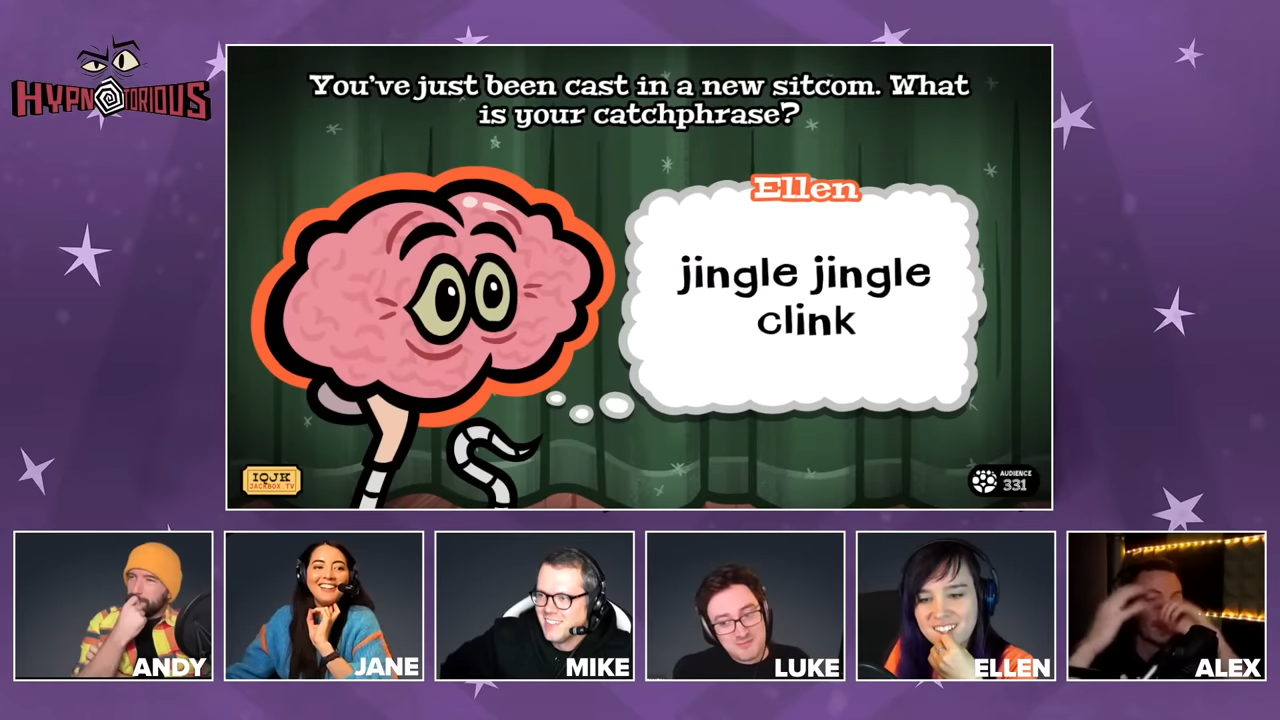 HYPNOTORIOUS
You've just been cast in a new sitcom. What
is your catchphrase?
Ellen
jingle jingle
clink
IQJK
JACKBOX.TV
AUDIENCE
331
ANDY
JANE
MIKE
LUKE
ELLEN
ALEX